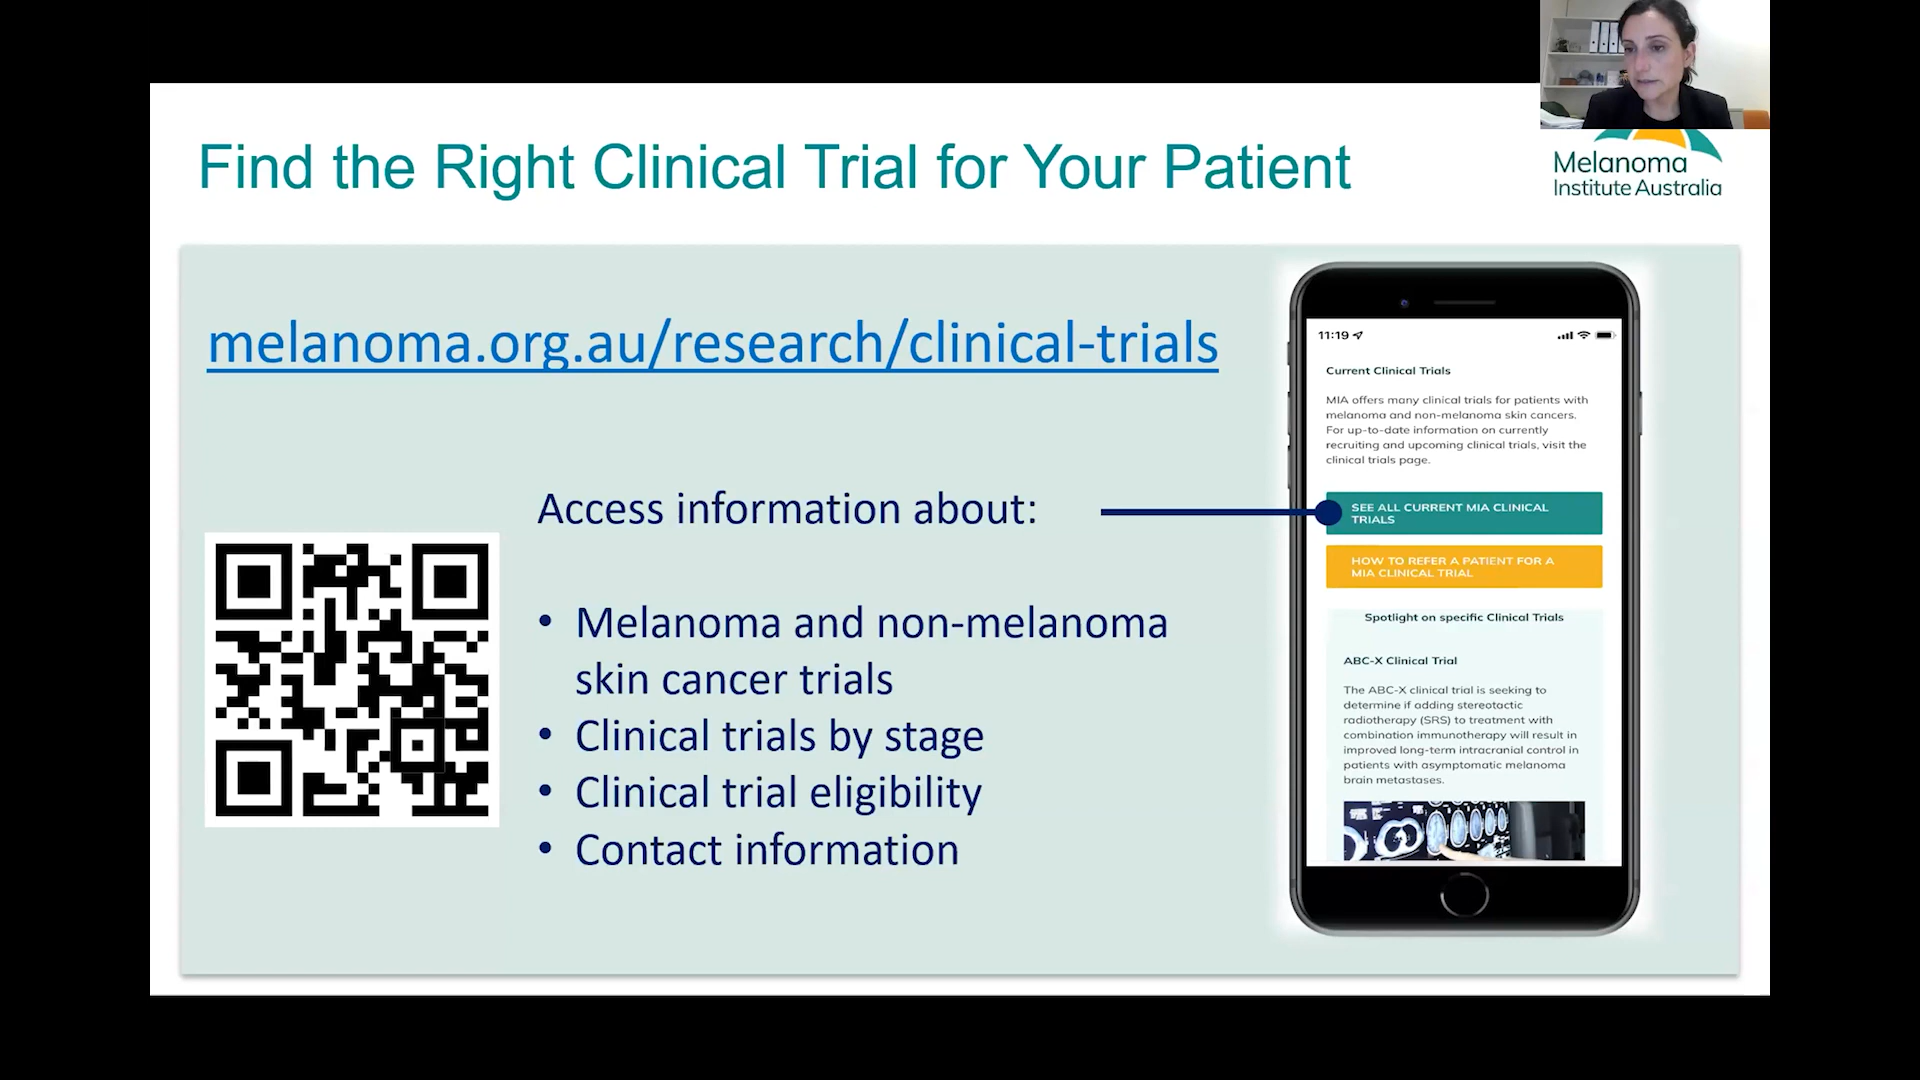 Find the Right Clinical Trial for Your Patient
Melanoma
Institute Australia
melanoma.org.au/research/clinical-trials
Access information about:
• Melanoma and non-melanoma
skin cancer trials
• Clinical trials by stage
• Clinical trial eligibility
• Contact information
11:19
Current Clinical Trials
MIA offers many clinical trials for patients with
melanoma and non-melanoma skin cancers.
For up-to-date information on currently
recruiting and upcoming clinical trials, visit the
clinical trials page.
SEE ALL CURRENT MIA CLINICAL
TRIALS
HOW TO REFER A PATIENT FOR A
MIA CLINICAL TRIAL
Spotlight on specific Clinical Trials
ABC-X Clinical Trial
The ABC-X clinical trial is seeking to
determine if adding stereotactic
radiotherapy (SRS) to treatment with
combination immunotherapy will result in
improved long-term intracranial control in
patients with asymptomatic melanoma
brain metastases.